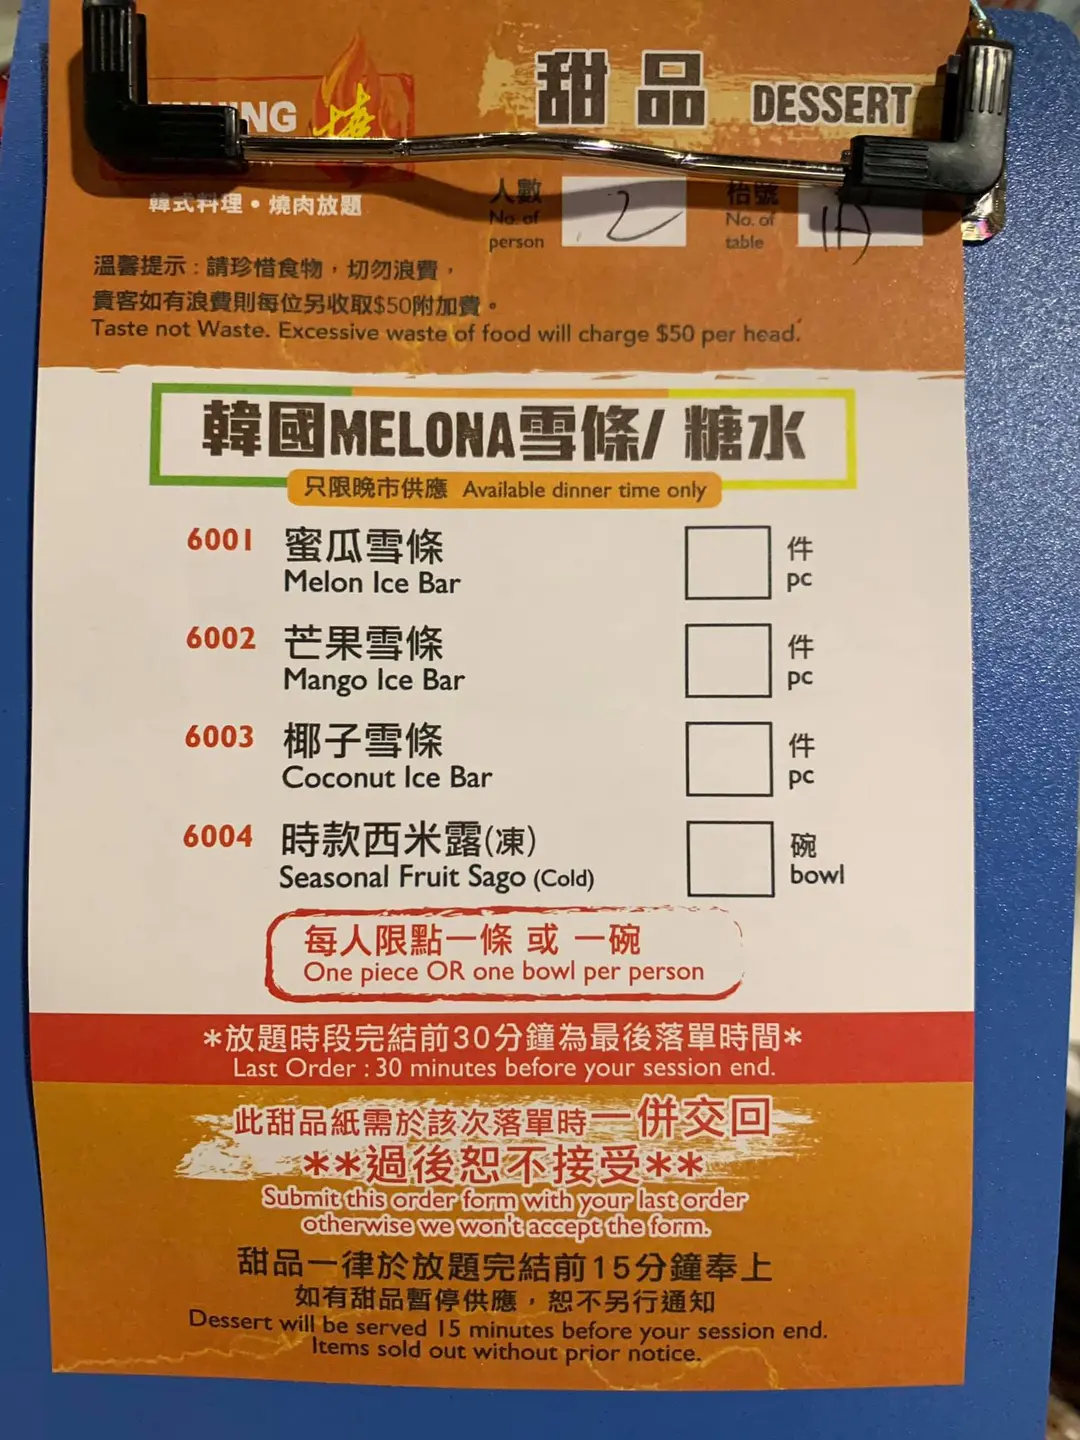 甜品 DESSERT
NG 燒
韓式料理•燒肉放題
人數 No. of person 2
枱號 No. of table 1A
溫馨提示：請珍惜食物，切勿浪費，
貴客如有浪費則每位另收取$50附加費。
Taste not Waste. Excessive waste of food will charge $50 per head.
韓國MELONA雪條/ 糖水
只限晚市供應 Available dinner time only
6001 蜜瓜雪條 件
Melon Ice Bar pc
6002 芒果雪條 件
Mango Ice Bar pc
6003 椰子雪條 件
Coconut Ice Bar pc
6004 時款西米露(凍) 碗
Seasonal Fruit Sago (Cold) bowl
每人限點一條 或 一碗
One piece OR one bowl per person
*放題時段完結前30分鐘為最後落單時間*
Last Order : 30 minutes before your session end.
此甜品紙需於該次落單時一併交回
**過後恕不接受**
Submit this order form with your last order
otherwise we won't accept the form.
甜品一律於放題完結前15分鐘奉上
如有甜品暫停供應，恕不另行通知
Dessert will be served 15 minutes before your session end.
Items sold out without prior notice.